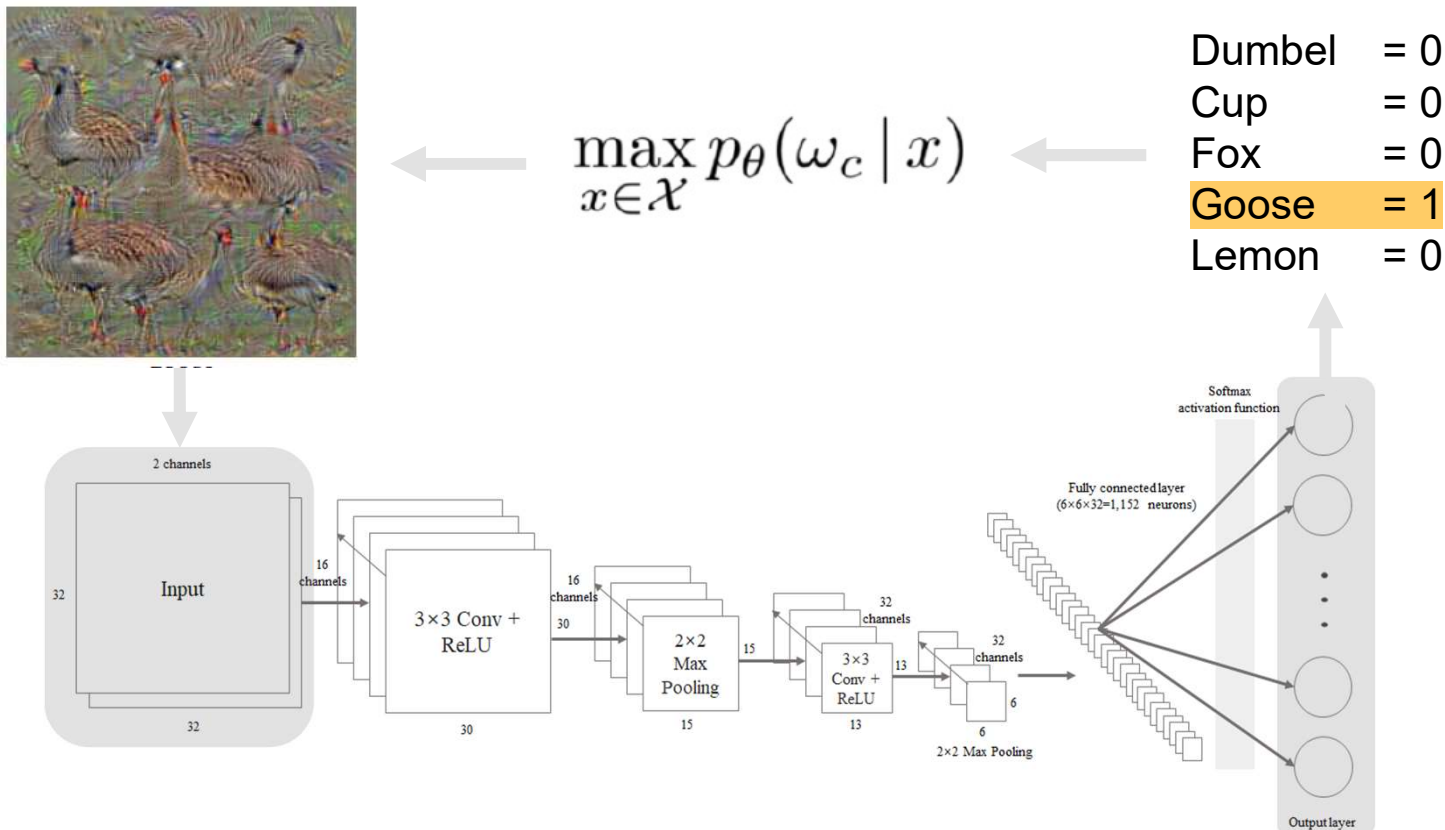 Dumbel = 0
Cup = 0
Fox = 0
Goose = 1
Lemon = 0
max p_θ(ω_c | x)
x∈𝒳
Softmax
activation function
2 channels
Input
32
32
16
channels
3×3 Conv +
ReLU
30
30
16
channels
2×2
Max
Pooling
15
15
32
channels
3×3
Conv +
ReLU
13
13
32
channels
6
6
2×2 Max Pooling
Fully connected layer
(6×6×32=1,152 neurons)
Output layer